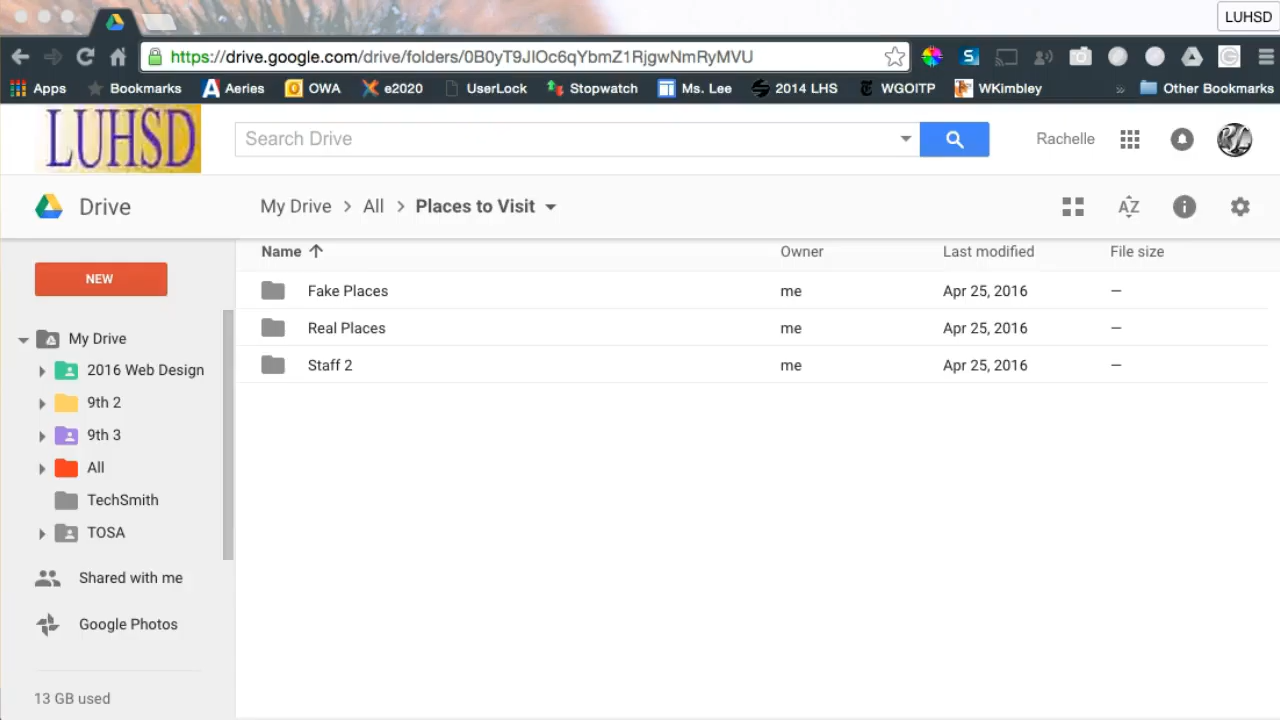 LUHSD
https://drive.google.com/drive/folders/0B0yT9JlOc6qYbmZ1RjgwNmRyMVU
Apps Bookmarks Aeries OWA e2020 UserLock Stopwatch Ms. Lee 2014 LHS WGOITP WKimbley » Other Bookmarks
LUHSD Search Drive Rachelle
Drive My Drive > All > Places to Visit AZ
Name Owner Last modified File size
NEW
Fake Places me Apr 25, 2016 —
Real Places me Apr 25, 2016 —
Staff 2 me Apr 25, 2016 —
My Drive
2016 Web Design
9th 2
9th 3
All
TechSmith
TOSA
Shared with me
Google Photos
13 GB used